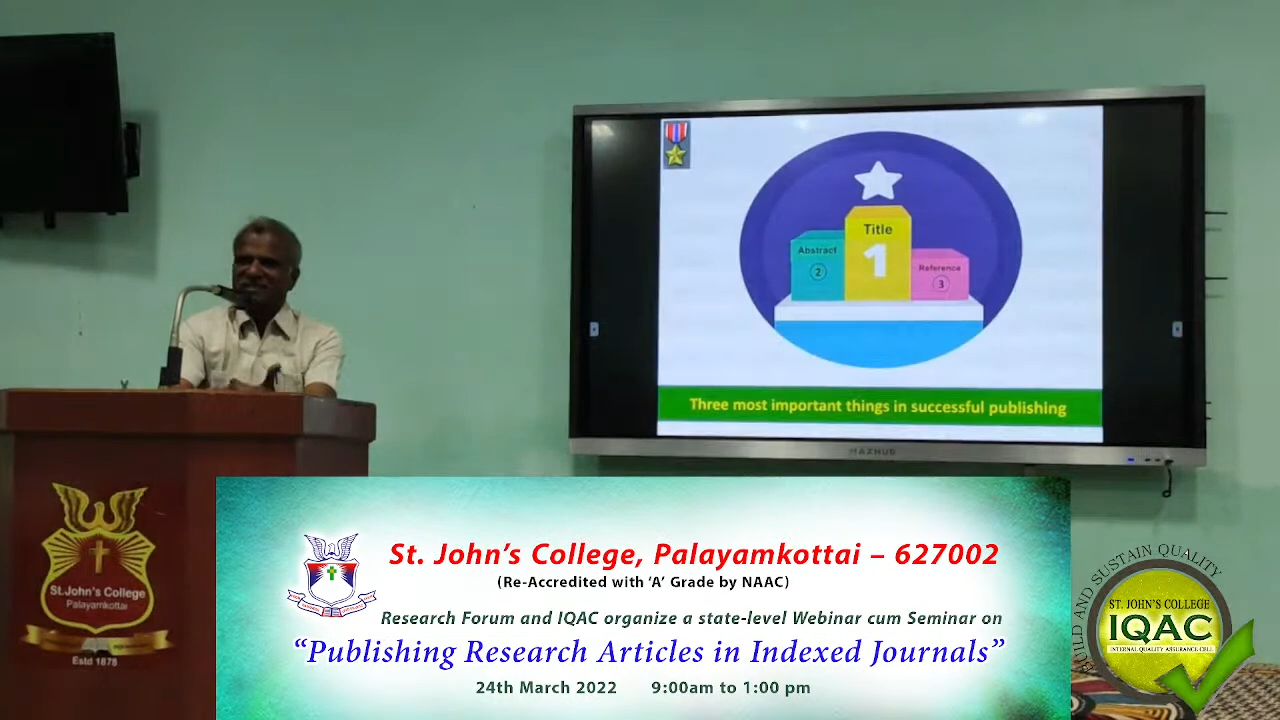 Title
1
Abstract
2
Reference
3
Three most important things in successful publishing
MAXHUB
St.John's College
Palayamkottai
Estd 1878
St. John's College, Palayamkottai – 627002
(Re-Accredited with 'A' Grade by NAAC)
Research Forum and IQAC organize a state-level Webinar cum Seminar on
"Publishing Research Articles in Indexed Journals"
24th March 2022 9:00am to 1:00 pm
BUILD AND SUSTAIN QUALITY
ST. JOHN'S COLLEGE
IQAC
INTERNAL QUALITY ASSURANCE CELL